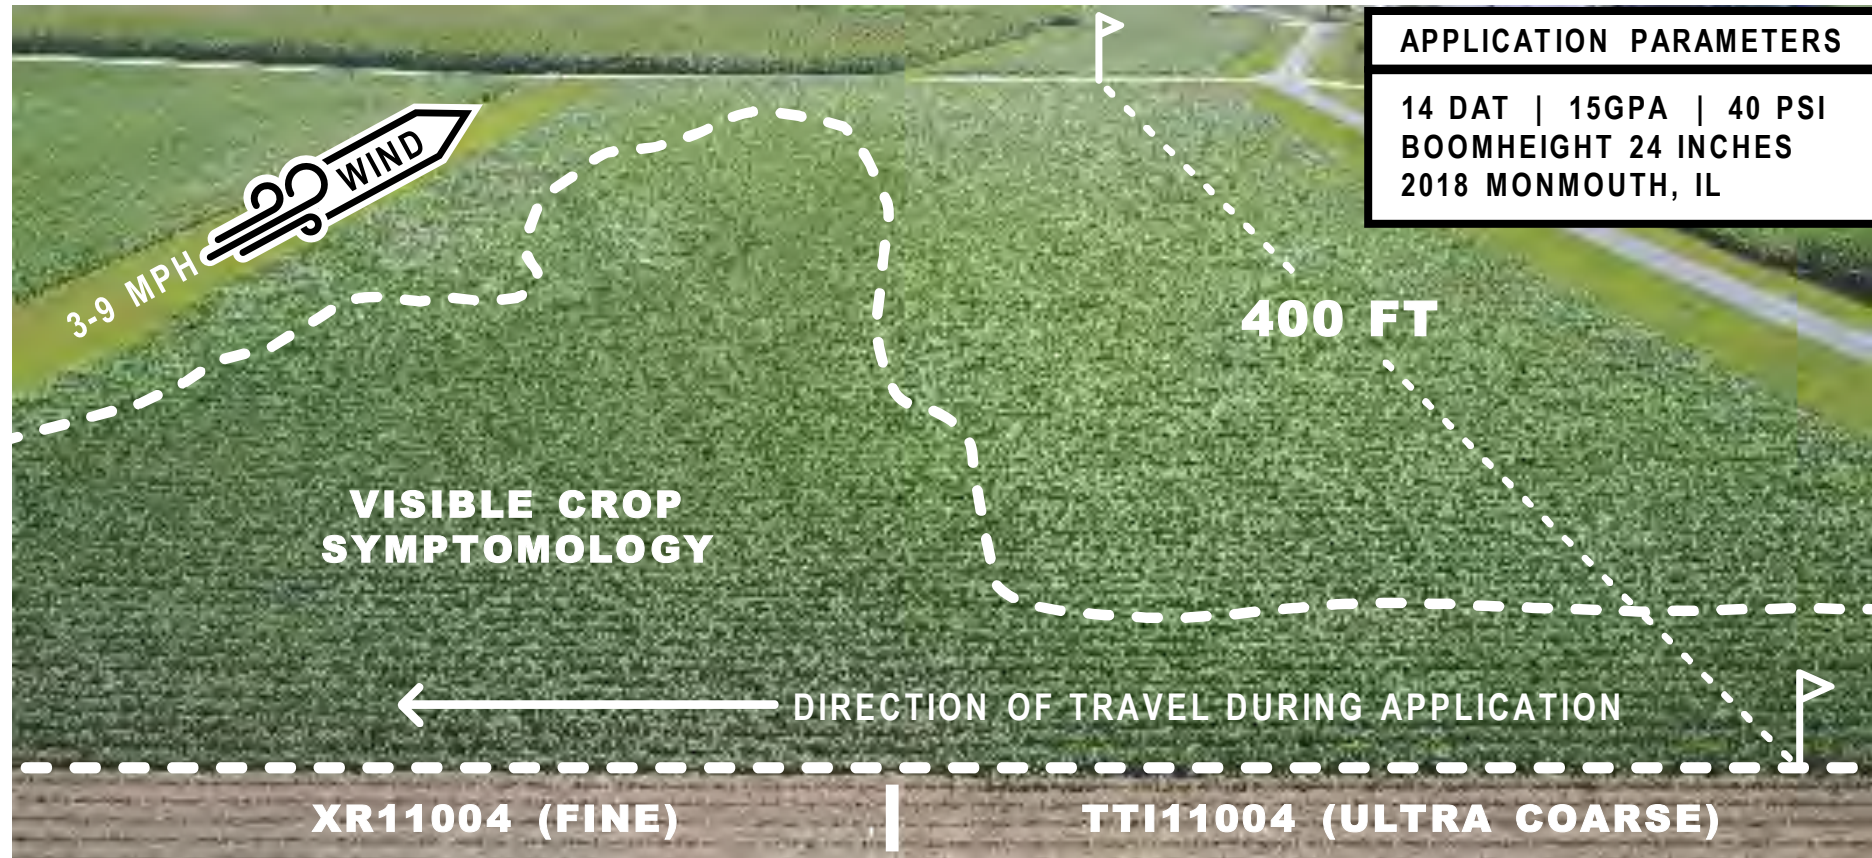 APPLICATION PARAMETERS
14 DAT | 15GPA | 40 PSI
BOOMHEIGHT 24 INCHES
2018 MONMOUTH, IL
WIND
3-9 MPH
400 FT
VISIBLE CROP
SYMPTOMOLOGY
DIRECTION OF TRAVEL DURING APPLICATION
XR11004 (FINE)
TTI11004 (ULTRA COARSE)